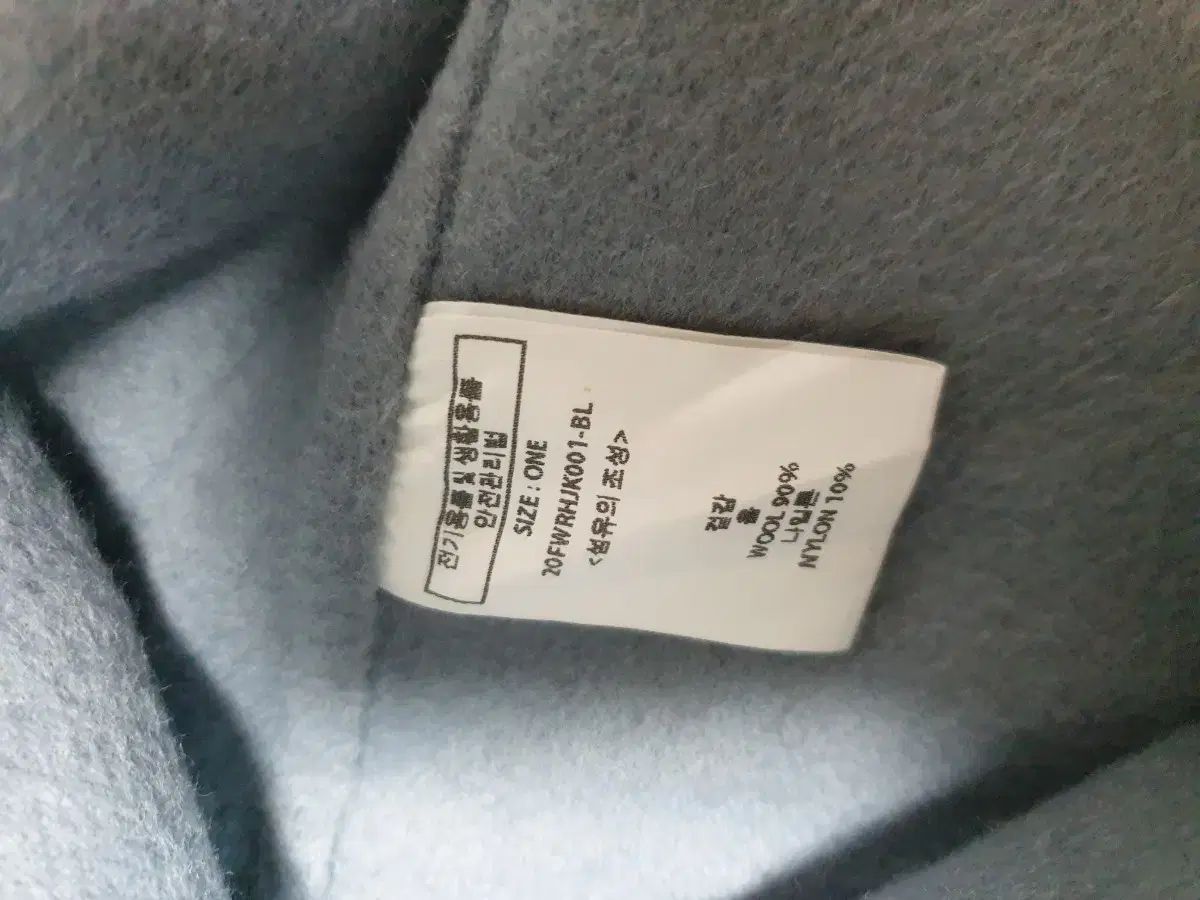 전기용품 및 생활용품
안전관리법
SIZE : ONE
20FWRHJK001-BL
<섬유의 조성>
겉감
울
WOOL 90%
나일론
NYLON 10%